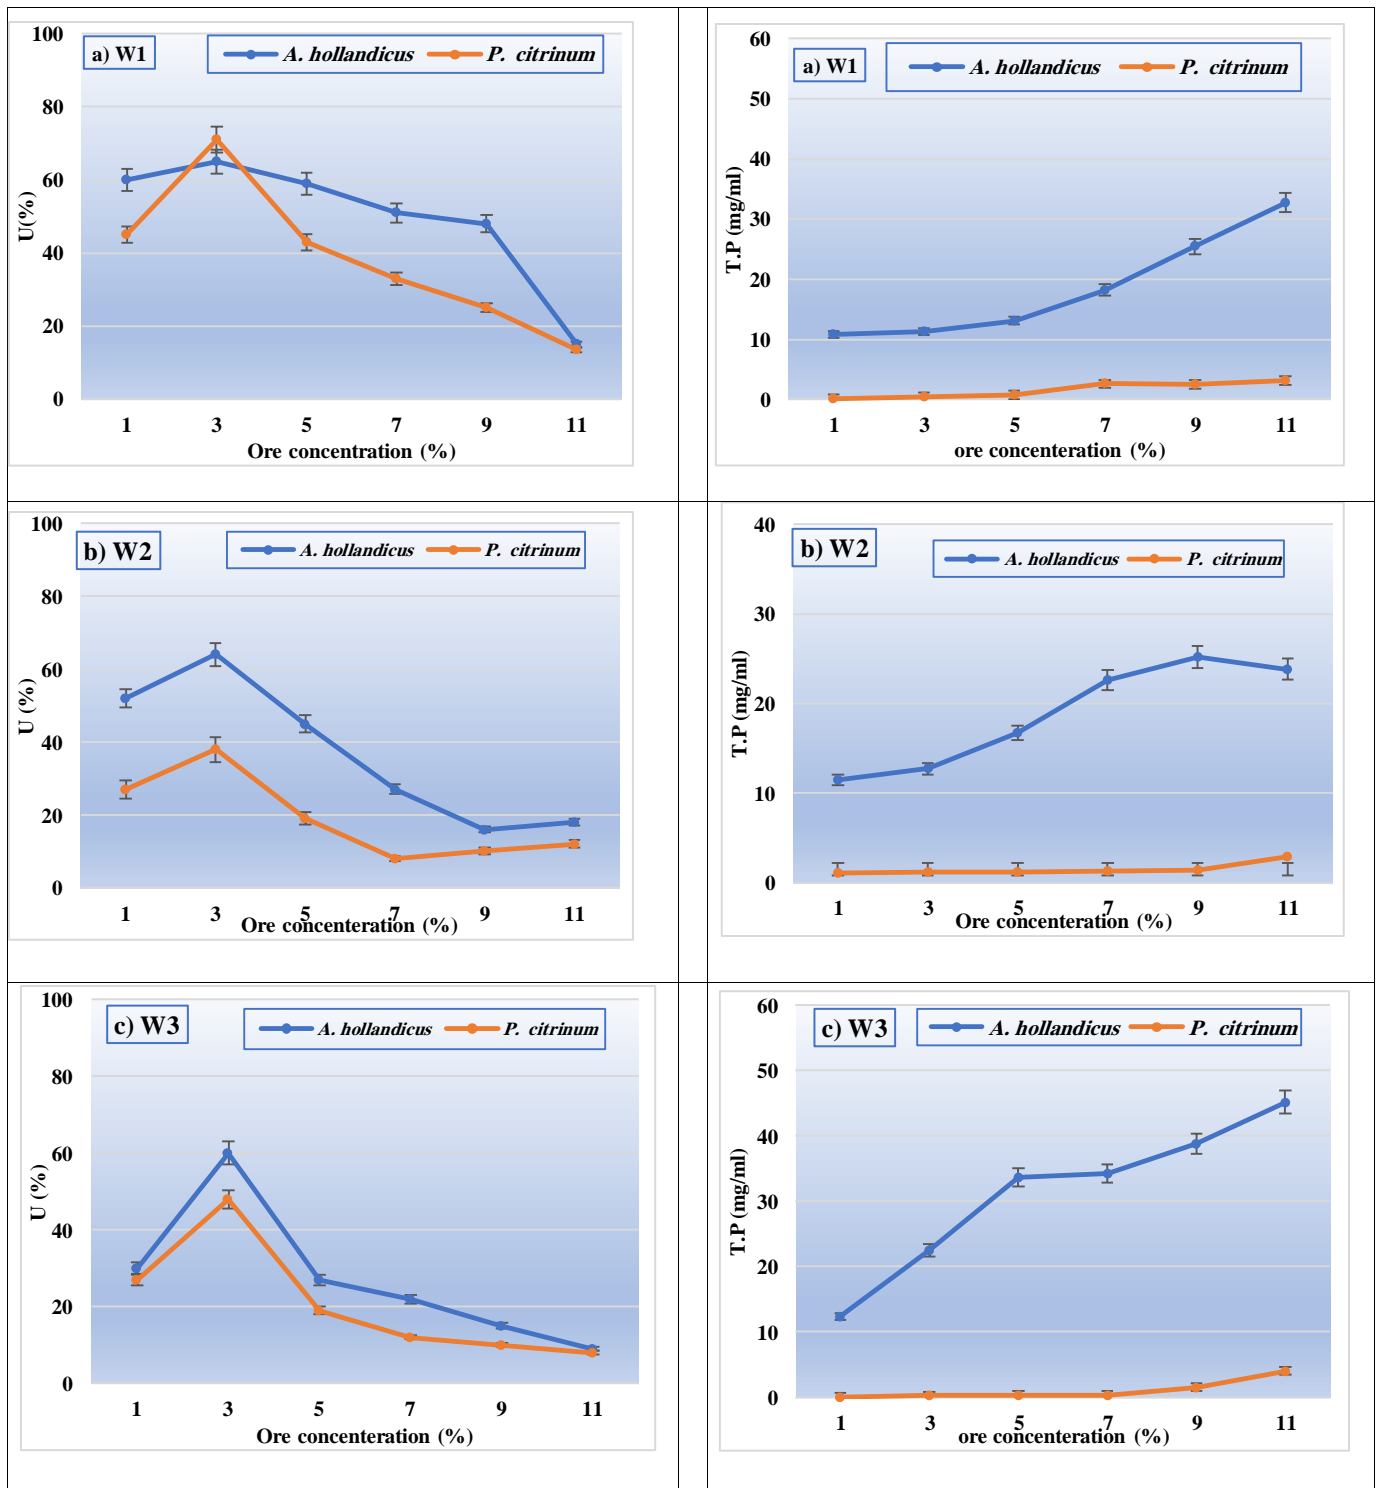 a) W1
A. hollandicus P. citrinum
U(%)
100
80
60
40
20
0
1 3 5 7 9 11
Ore concentration (%)
a) W1
A. hollandicus P. citrinum
T.P (mg/ml)
60
50
40
30
20
10
0
1 3 5 7 9 11
ore concenteration (%)
b) W2
A. hollandicus P. citrinum
U (%)
100
80
60
40
20
0
1 3 5 7 9 11
Ore concenteration (%)
b) W2
A. hollandicus P. citrinum
T.P (mg/ml)
40
30
20
10
0
1 3 5 7 9 11
Ore concenteration (%)
c) W3
A. hollandicus P. citrinum
U (%)
100
80
60
40
20
0
1 3 5 7 9 11
Ore concenteration (%)
c) W3
A. hollandicus P. citrinum
T.P (mg/ml)
60
50
40
30
20
10
0
1 3 5 7 9 11
ore concenteration (%)